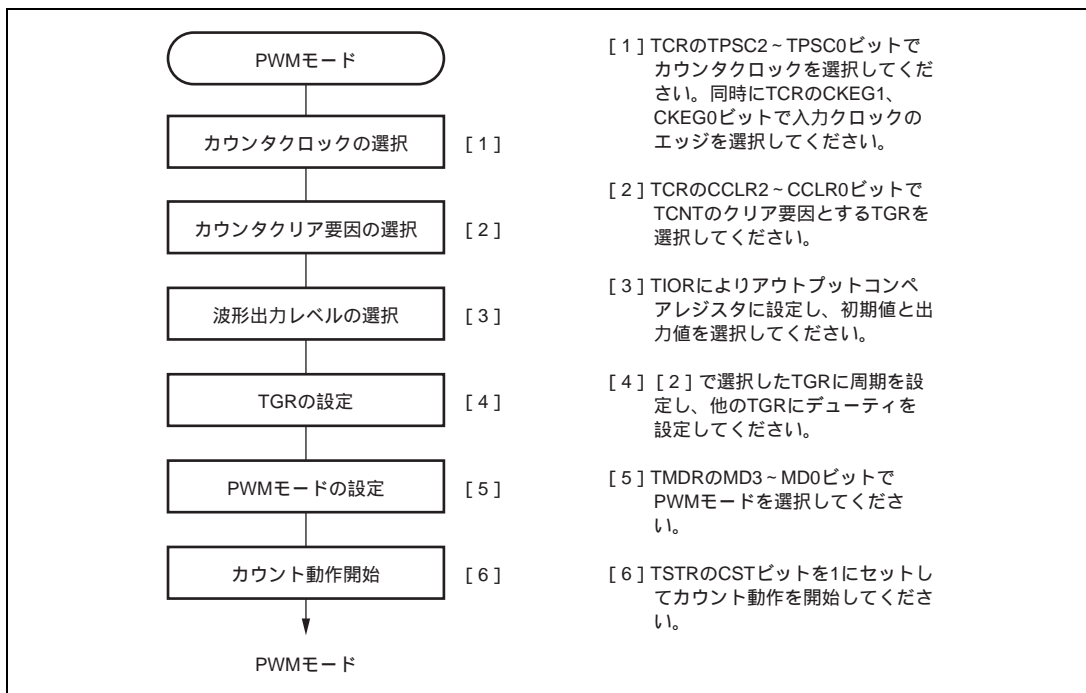 PWMモード
カウンタクロックの選択 [1]
カウンタクリア要因の選択 [2]
波形出力レベルの選択 [3]
TGRの設定 [4]
PWMモードの設定 [5]
カウント動作開始 [6]
PWMモード
[1] TCRのTPSC2~TPSC0ビットで
カウンタクロックを選択してくだ
さい。同時にTCRのCKEG1、
CKEG0ビットで入力クロックの
エッジを選択してください。
[2] TCRのCCLR2~CCLR0ビットで
TCNTのクリア要因とするTGRを
選択してください。
[3] TIORによりアウトプットコンペ
アレジスタに設定し、初期値と出
力値を選択してください。
[4] [2]で選択したTGRに周期を設
定し、他のTGRにデューティを
設定してください。
[5] TMDRのMD3~MD0ビットで
PWMモードを選択してくださ
い。
[6] TSTRのCSTビットを1にセットし
てカウント動作を開始してくださ
い。